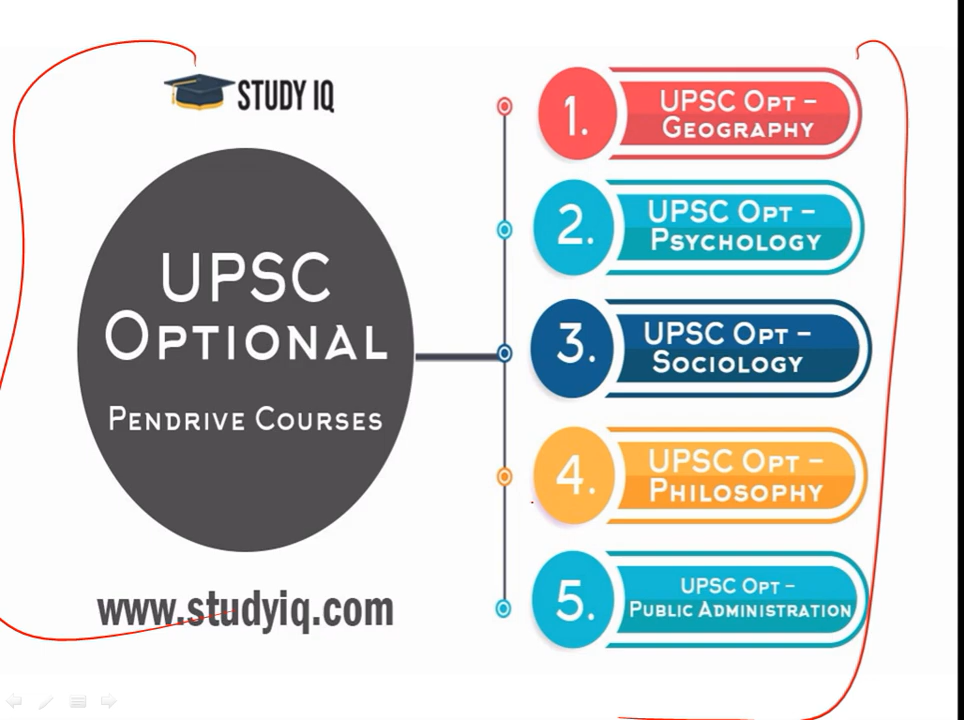 STUDY IQ
UPSC
OPTIONAL
PENDRIVE COURSES
www.studyiq.com
1.
UPSC OPT –
GEOGRAPHY
2.
UPSC OPT –
PSYCHOLOGY
3.
UPSC OPT –
SOCIOLOGY
4.
UPSC OPT –
PHILOSOPHY
5.
UPSC OPT –
PUBLIC ADMINISTRATION